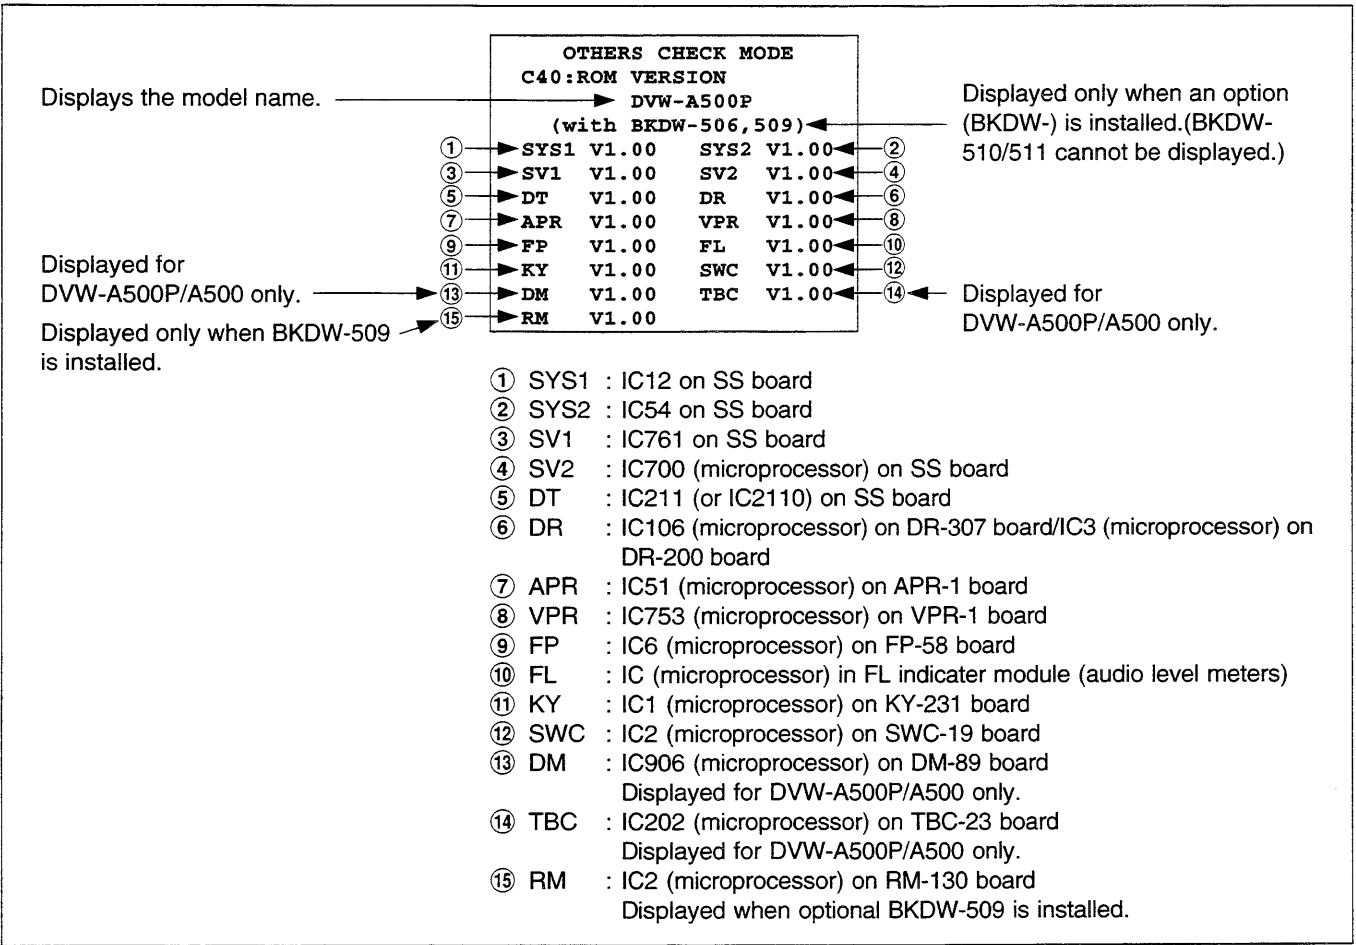 OTHERS CHECK MODE
C40:ROM VERSION
Displays the model name.
DVW-A500P
(with BKDW-506,509)
Displayed only when an option
(BKDW-) is installed.(BKDW-
510/511 cannot be displayed.)
① SYS1 V1.00 SYS2 V1.00 ②
③ SV1 V1.00 SV2 V1.00 ④
⑤ DT V1.00 DR V1.00 ⑥
⑦ APR V1.00 VPR V1.00 ⑧
⑨ FP V1.00 FL V1.00 ⑩
⑪ KY V1.00 SWC V1.00 ⑫
⑬ DM V1.00 TBC V1.00 ⑭
⑮ RM V1.00
Displayed for
DVW-A500P/A500 only.
Displayed only when BKDW-509
is installed.
Displayed for
DVW-A500P/A500 only.
① SYS1 : IC12 on SS board
② SYS2 : IC54 on SS board
③ SV1 : IC761 on SS board
④ SV2 : IC700 (microprocessor) on SS board
⑤ DT : IC211 (or IC2110) on SS board
⑥ DR : IC106 (microprocessor) on DR-307 board/IC3 (microprocessor) on
DR-200 board
⑦ APR : IC51 (microprocessor) on APR-1 board
⑧ VPR : IC753 (microprocessor) on VPR-1 board
⑨ FP : IC6 (microprocessor) on FP-58 board
⑩ FL : IC (microprocessor) in FL indicater module (audio level meters)
⑪ KY : IC1 (microprocessor) on KY-231 board
⑫ SWC : IC2 (microprocessor) on SWC-19 board
⑬ DM : IC906 (microprocessor) on DM-89 board
Displayed for DVW-A500P/A500 only.
⑭ TBC : IC202 (microprocessor) on TBC-23 board
Displayed for DVW-A500P/A500 only.
⑮ RM : IC2 (microprocessor) on RM-130 board
Displayed when optional BKDW-509 is installed.